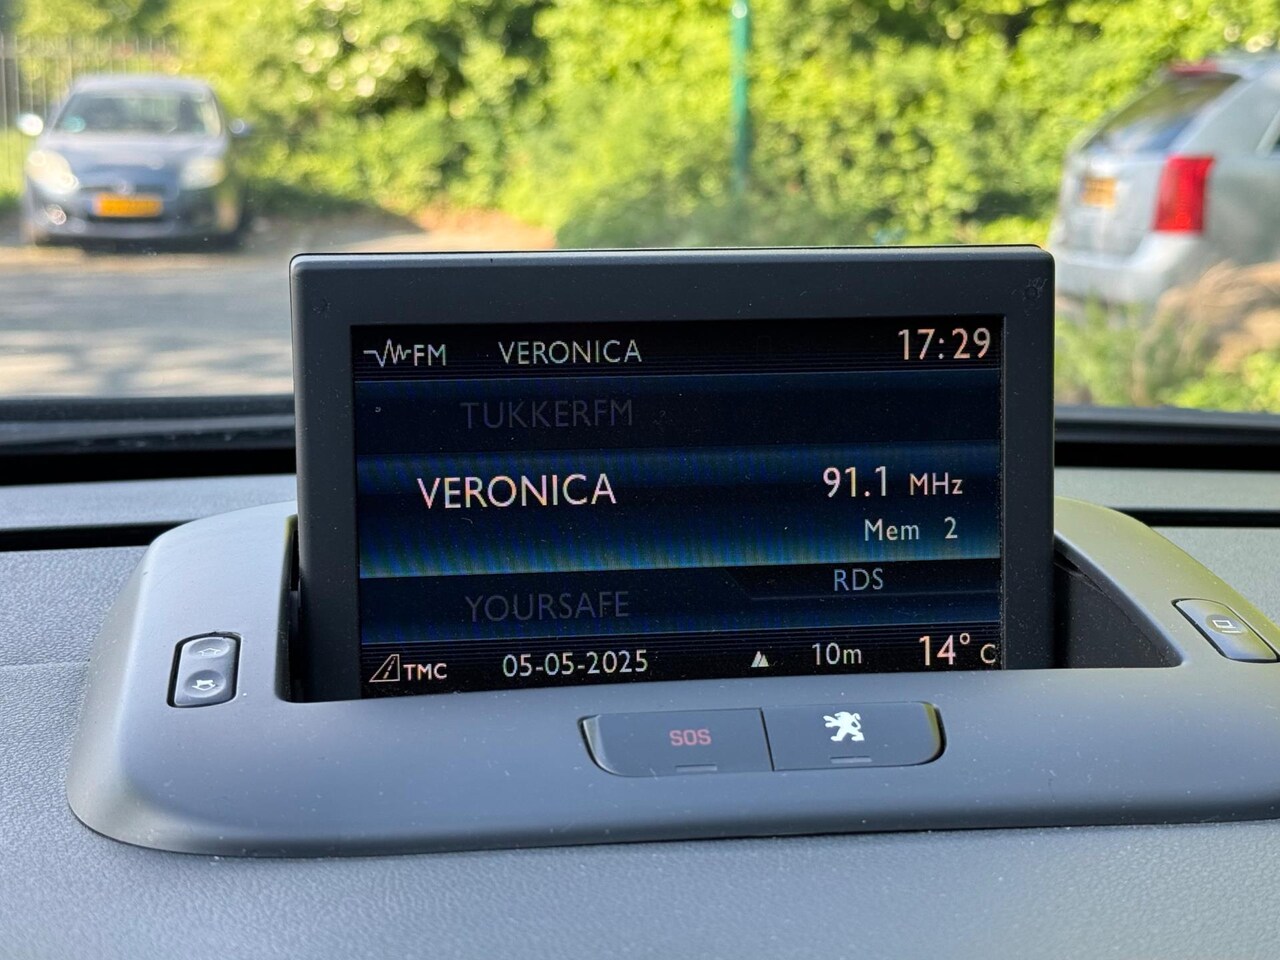 FM VERONICA 17:29
TUKKERFM
VERONICA 91.1 MHz
Mem 2
RDS
YOURSAFE
TMC 05-05-2025 10m 14° C
SOS